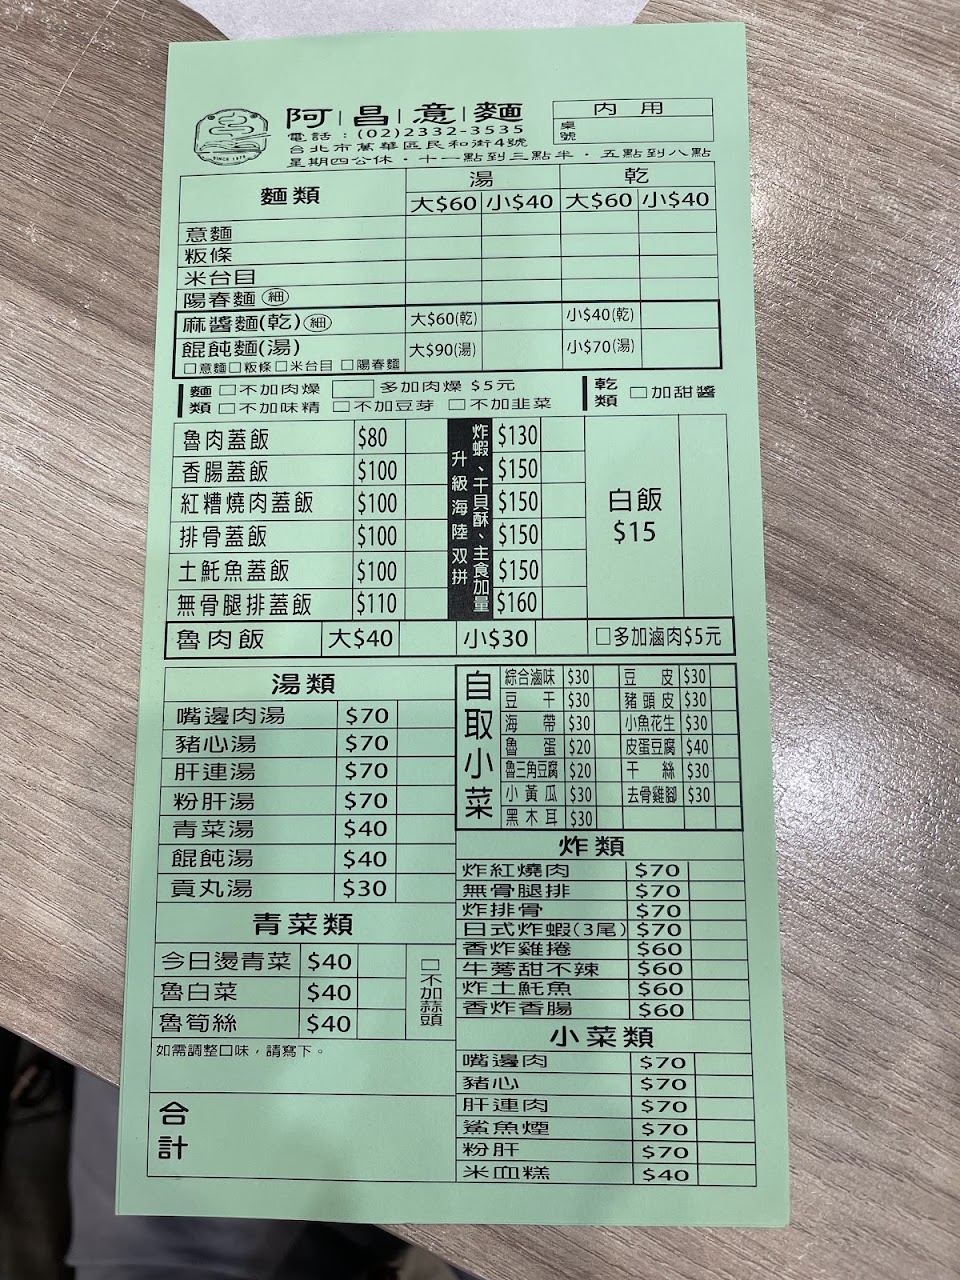 SINCE 1979
阿|昌|意|麵
電話：(02)2332-3535
台北市萬華區民和街4號
星期四公休・十一點到三點半・五點到八點
內用
桌號
麵類 湯 乾
大$60 小$40 大$60 小$40
意麵
粄條
米台目
陽春麵 細
麻醬麵(乾) 細 大$60(乾) 小$40(乾)
餛飩麵(湯) 大$90(湯) 小$70(湯)
□意麵□粄條□米台目 □陽春麵
麵類 □不加肉燥 □多加肉燥 $5元
□不加味精 □不加豆芽 □不加韭菜
乾類 □加甜醬
魯肉蓋飯 $80 $130
香腸蓋飯 $100 $150
紅糟燒肉蓋飯 $100 $150
排骨蓋飯 $100 $150
土魠魚蓋飯 $100 $150
無骨腿排蓋飯 $110 $160
炸蝦、干貝酥、主食加量
升級海陸双拼
白飯
$15
魯肉飯 大$40 小$30 □多加滷肉$5元
湯類
嘴邊肉湯 $70
豬心湯 $70
肝連湯 $70
粉肝湯 $70
青菜湯 $40
餛飩湯 $40
貢丸湯 $30
青菜類
今日燙青菜 $40
魯白菜 $40
魯筍絲 $40
□不加蒜頭
如需調整口味，請寫下。
合計
自取小菜
綜合滷味 $30 豆皮 $30
豆干 $30 豬頭皮 $30
海帶 $30 小魚花生 $30
魯蛋 $20 皮蛋豆腐 $40
魯三角豆腐 $20 干絲 $30
小黃瓜 $30 去骨雞腳 $30
黑木耳 $30
炸類
炸紅燒肉 $70
無骨腿排 $70
炸排骨 $70
日式炸蝦(3尾) $70
香炸雞捲 $60
牛蒡甜不辣 $60
炸土魠魚 $60
香炸香腸 $60
小菜類
嘴邊肉 $70
豬心 $70
肝連肉 $70
鯊魚煙 $70
粉肝 $70
米血糕 $40